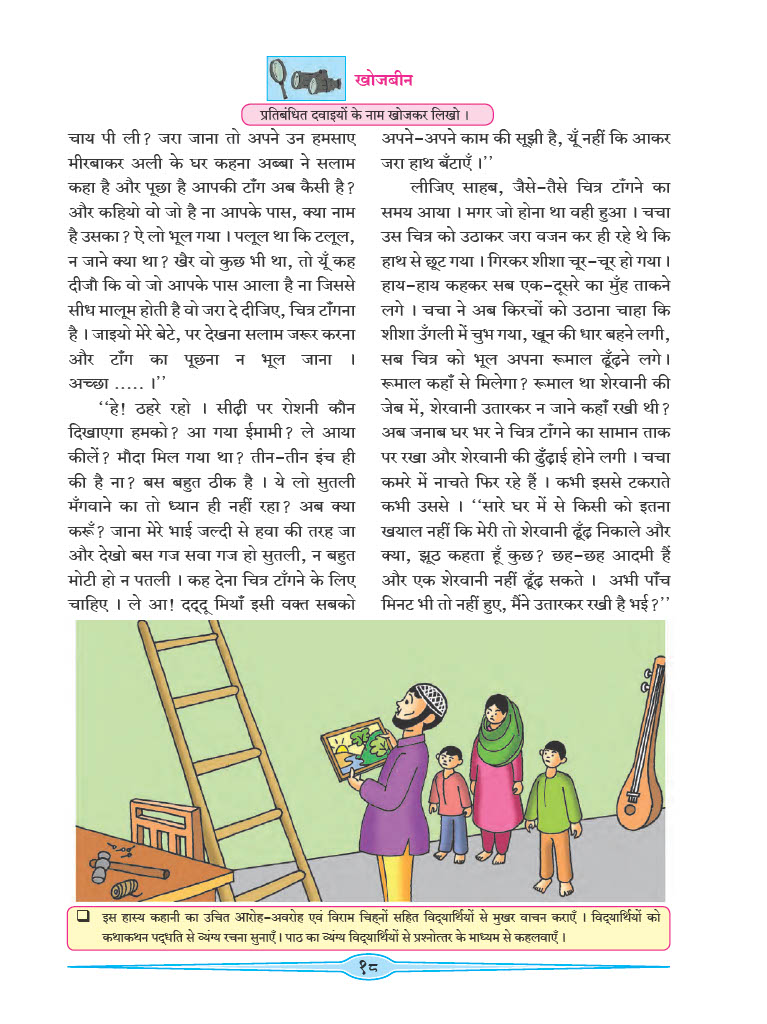 खोजबीन
प्रतिबंधित दवाइयों के नाम खोजकर लिखो ।
चाय पी ली? जरा जाना तो अपने उन हमसाए
मीरबाकर अली के घर कहना अब्बा ने सलाम
कहा है और पूछा है आपकी टाँग अब कैसी है?
और कहियो वो जो है ना आपके पास, क्या नाम
है उसका? ऐ लो भूल गया । पलूल था कि टलूल,
न जाने क्या था? खैर वो कुछ भी था, तो यूँ कह
दीजौ कि वो जो आपके पास आला है ना जिससे
सीध मालूम होती है वो जरा दे दीजिए, चित्र टाँगना
है । जाइयो मेरे बेटे, पर देखना सलाम जरूर करना
और टाँग का पूछना न भूल जाना ।
अच्छा ..... ।’’
‘‘हे! ठहरे रहो । सीढ़ी पर रोशनी कौन
दिखाएगा हमको? आ गया ईमामी? ले आया
कीलें? मौदा मिल गया था? तीन-तीन इंच ही
की है ना? बस बहुत ठीक है । ये लो सुतली
मँगवाने का तो ध्यान ही नहीं रहा? अब क्या
करूँ? जाना मेरे भाई जल्दी से हवा की तरह जा
और देखो बस गज सवा गज हो सुतली, न बहुत
मोटी हो न पतली । कह देना चित्र टाँगने के लिए
चाहिए । ले आ! दद्दू मियाँ इसी वक्त सबको
अपने-अपने काम की सूझी है, यूँ नहीं कि आकर
जरा हाथ बँटाएँ ।’’
लीजिए साहब, जैसे-तैसे चित्र टाँगने का
समय आया । मगर जो होना था वही हुआ । चचा
उस चित्र को उठाकर जरा वजन कर ही रहे थे कि
हाथ से छूट गया । गिरकर शीशा चूर-चूर हो गया ।
हाय-हाय कहकर सब एक-दूसरे का मुँह ताकने
लगे । चचा ने अब किरचों को उठाना चाहा कि
शीशा उँगली में चुभ गया, खून की धार बहने लगी,
सब चित्र को भूल अपना रूमाल ढूँढ़ने लगे।
रूमाल कहाँ से मिलेगा? रूमाल था शेरवानी की
जेब में, शेरवानी उतारकर न जाने कहाँ रखी थी?
अब जनाब घर भर ने चित्र टाँगने का सामान ताक
पर रखा और शेरवानी की ढुँढ़ाई होने लगी । चचा
कमरे में नाचते फिर रहे हैं । कभी इससे टकराते
कभी उससे । ‘‘सारे घर में से किसी को इतना
खयाल नहीं कि मेरी तो शेरवानी ढूँढ़ निकाले और
क्या, झूठ कहता हूँ कुछ? छह-छह आदमी हैं
और एक शेरवानी नहीं ढूँढ़ सकते । अभी पाँच
मिनट भी तो नहीं हुए, मैंने उतारकर रखी है भई?’’
इस हास्य कहानी का उचित आरोह-अवरोह एवं विराम चिह्नों सहित विद्यार्थियों से मुखर वाचन कराएँ । विद्यार्थियों को
कथाकथन पद्धति से व्यंग्य रचना सुनाएँ । पाठ का व्यंग्य विद्यार्थियों से प्रश्नोत्तर के माध्यम से कहलवाएँ ।
१८